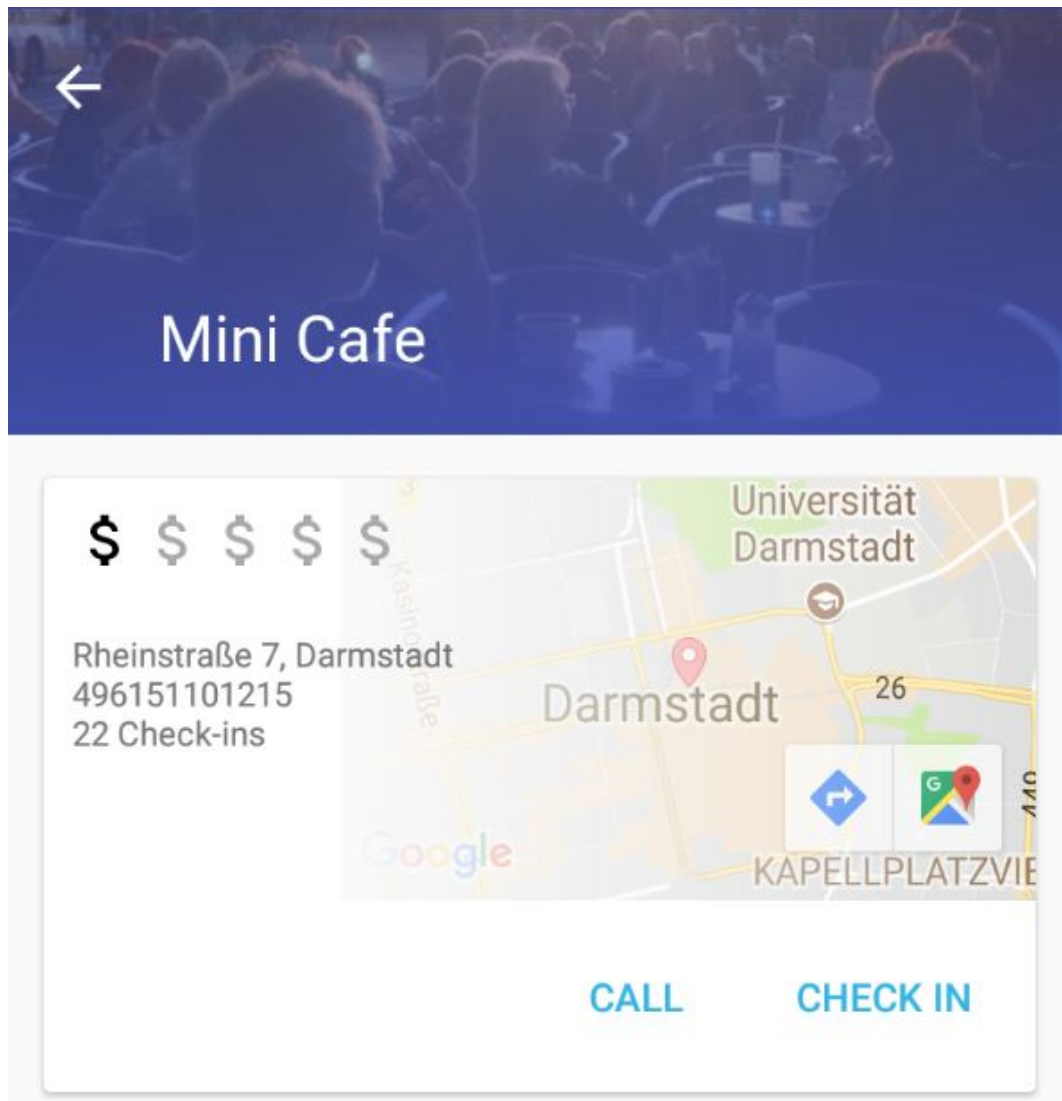 Mini Cafe
$ $ $ $ $
Universität
Darmstadt
Kasinostraße
Rheinstraße 7, Darmstadt
496151101215
22 Check-ins
Darmstadt
26
G
449
Google
KAPELLPLATZVIE
CALL
CHECK IN